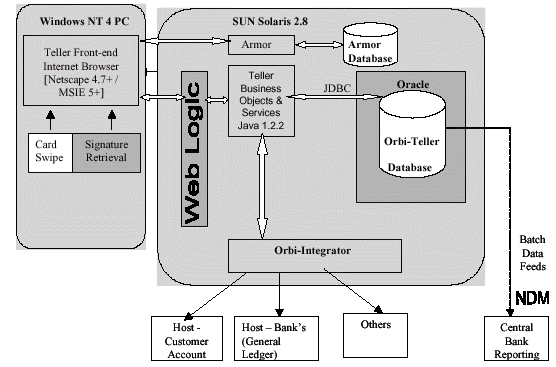 Windows NT 4 PC
SUN Solaris 2.8
Teller Front-end
Internet Browser
[Netscape 4.7+ /
MSIE 5+]
Card
Swipe
Signature
Retrieval
Web Logic
Armor
Armor
Database
Teller
Business
Objects &
Services
Java 1.2.2
JDBC
Oracle
Orbi-Teller
Database
Orbi-Integrator
Batch
Data
Feeds
NDM
Host -
Customer
Account
Host – Bank's
(General
Ledger)
Others
Central
Bank
Reporting